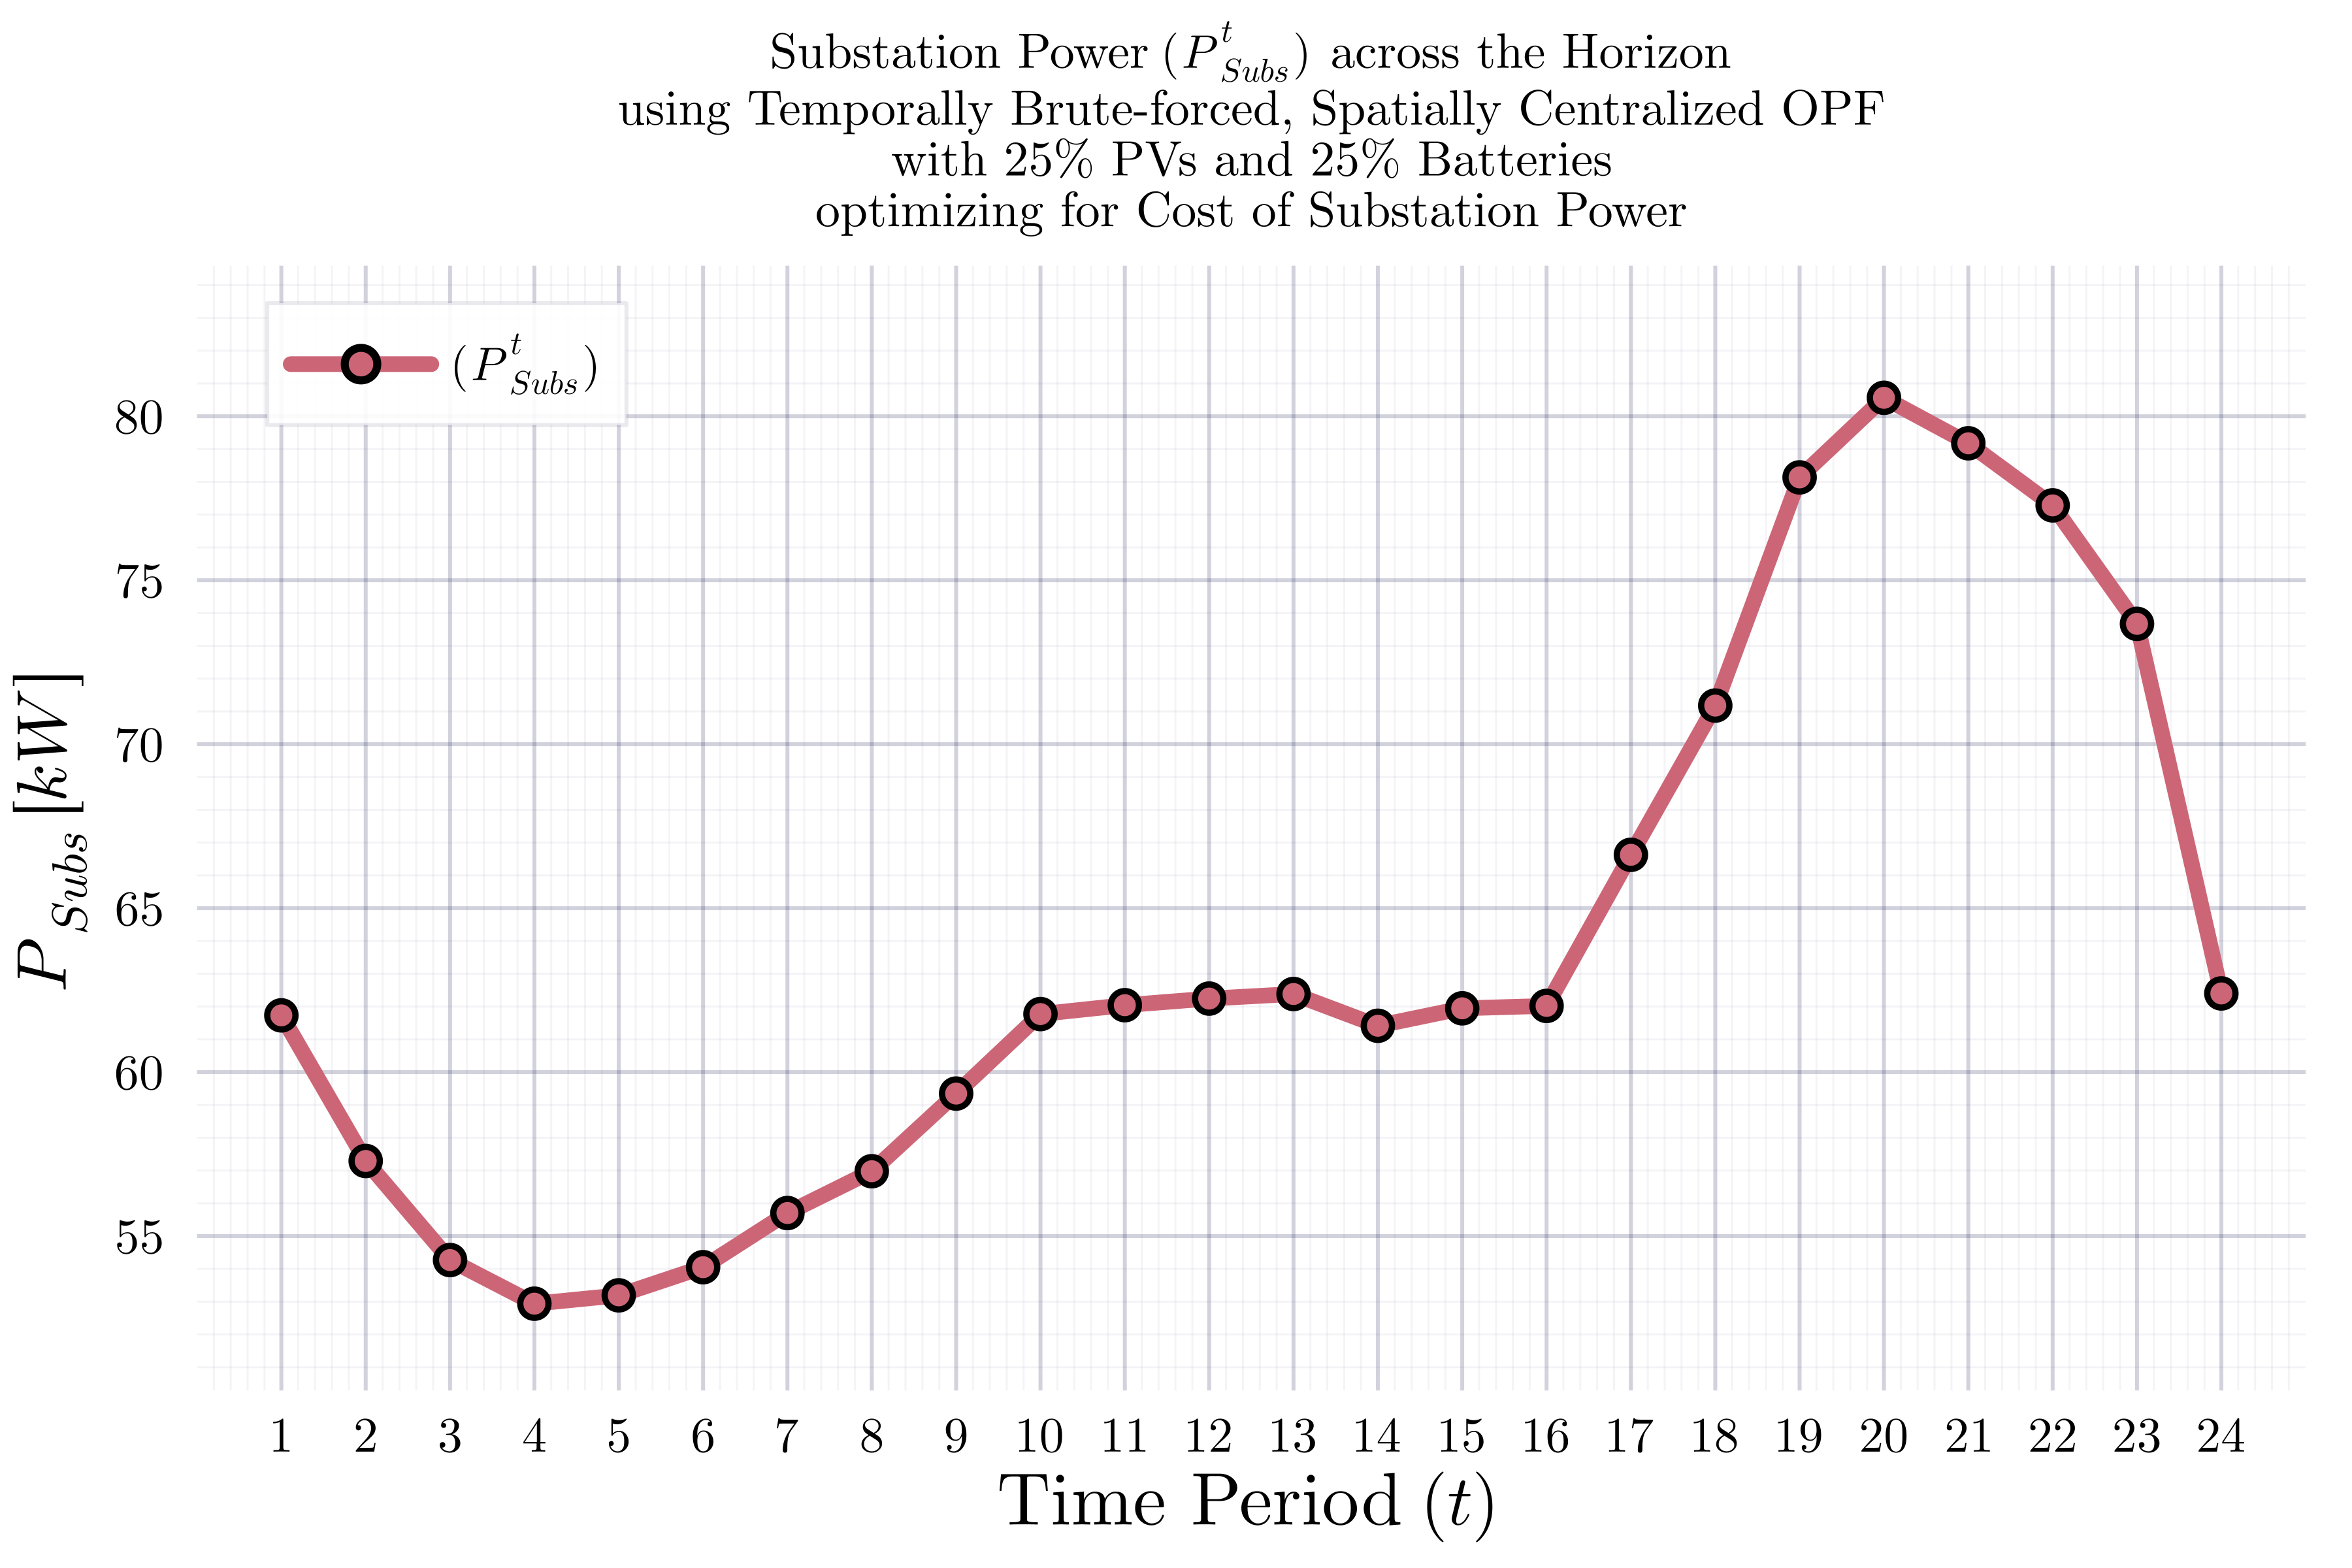 Substation Power (P^t_Subs) across the Horizon
using Temporally Brute-forced, Spatially Centralized OPF
with 25% PVs and 25% Batteries
optimizing for Cost of Substation Power
(P^t_Subs)
80
75
70
65
60
55
P_Subs [kW]
1 2 3 4 5 6 7 8 9 10 11 12 13 14 15 16 17 18 19 20 21 22 23 24
Time Period (t)